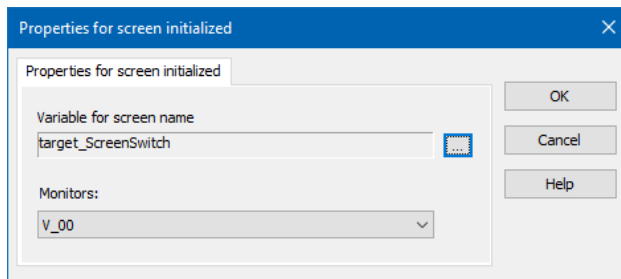 Properties for screen initialized
Properties for screen initialized
OK
Variable for screen name
target_ScreenSwitch
...
Cancel
Help
Monitors:
V_00